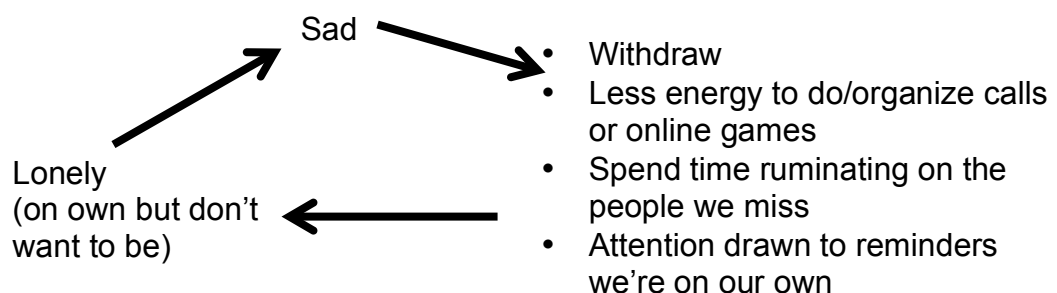 Sad
• Withdraw
• Less energy to do/organize calls
or online games
• Spend time ruminating on the
people we miss
• Attention drawn to reminders
we’re on our own
Lonely
(on own but don’t
want to be)